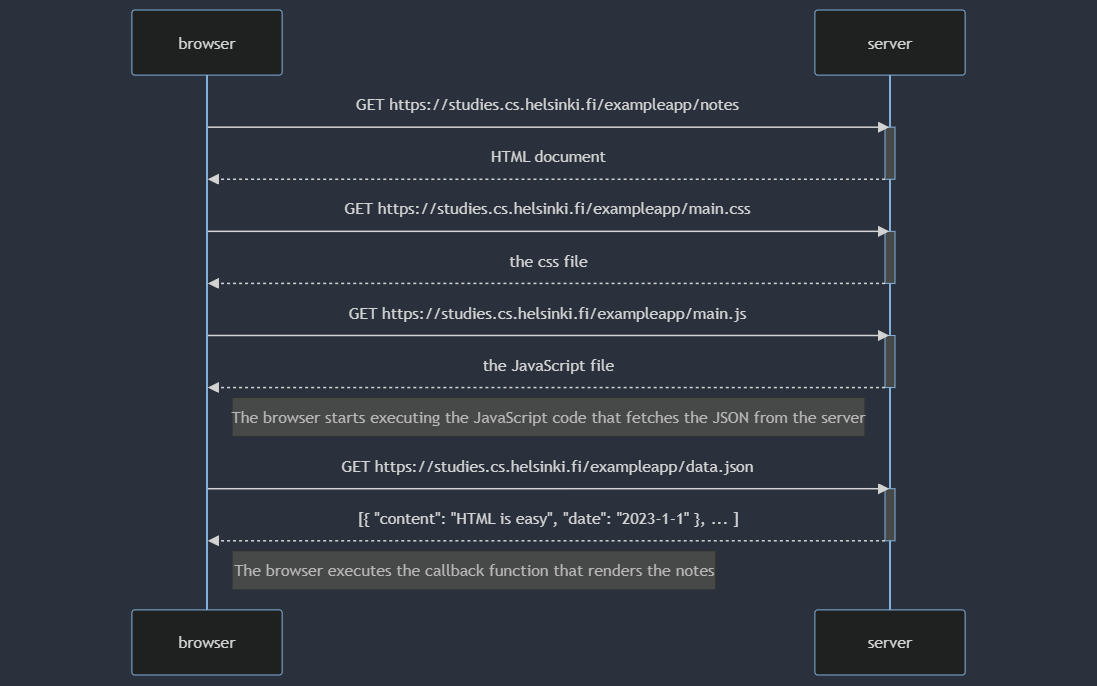 browser
server
GET https://studies.cs.helsinki.fi/exampleapp/notes
HTML document
GET https://studies.cs.helsinki.fi/exampleapp/main.css
the css file
GET https://studies.cs.helsinki.fi/exampleapp/main.js
the JavaScript file
The browser starts executing the JavaScript code that fetches the JSON from the server
GET https://studies.cs.helsinki.fi/exampleapp/data.json
[{ "content": "HTML is easy", "date": "2023-1-1" }, ... ]
The browser executes the callback function that renders the notes
browser
server